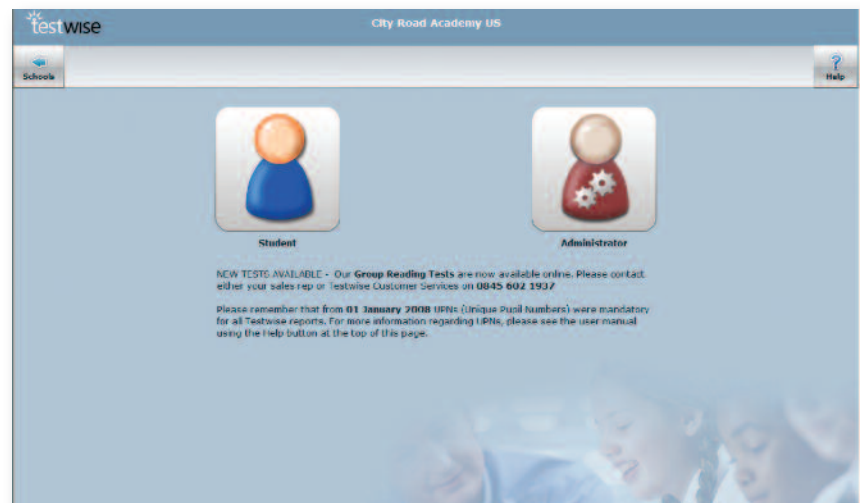 testwise
City Road Academy US
Schools
Help
Student
Administrator
NEW TESTS AVAILABLE - Our Group Reading Tests are now available online. Please contact
either your sales rep or Testwise Customer Services on 0845 602 1937
Please remember that from 01 January 2008 UPNs (Unique Pupil Numbers) were mandatory
for all Testwise reports. For more information regarding UPNs, please see the user manual
using the Help button at the top of this page.